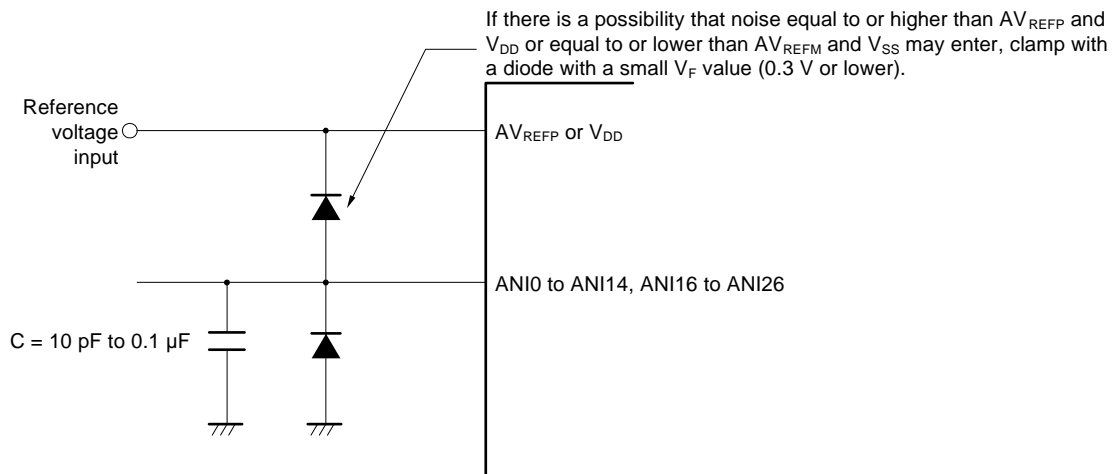 If there is a possibility that noise equal to or higher than AVREFP and
VDD or equal to or lower than AVREFM and VSS may enter, clamp with
a diode with a small VF value (0.3 V or lower).
Reference
voltage
input
AVREFP or VDD
ANI0 to ANI14, ANI16 to ANI26
C = 10 pF to 0.1 µF